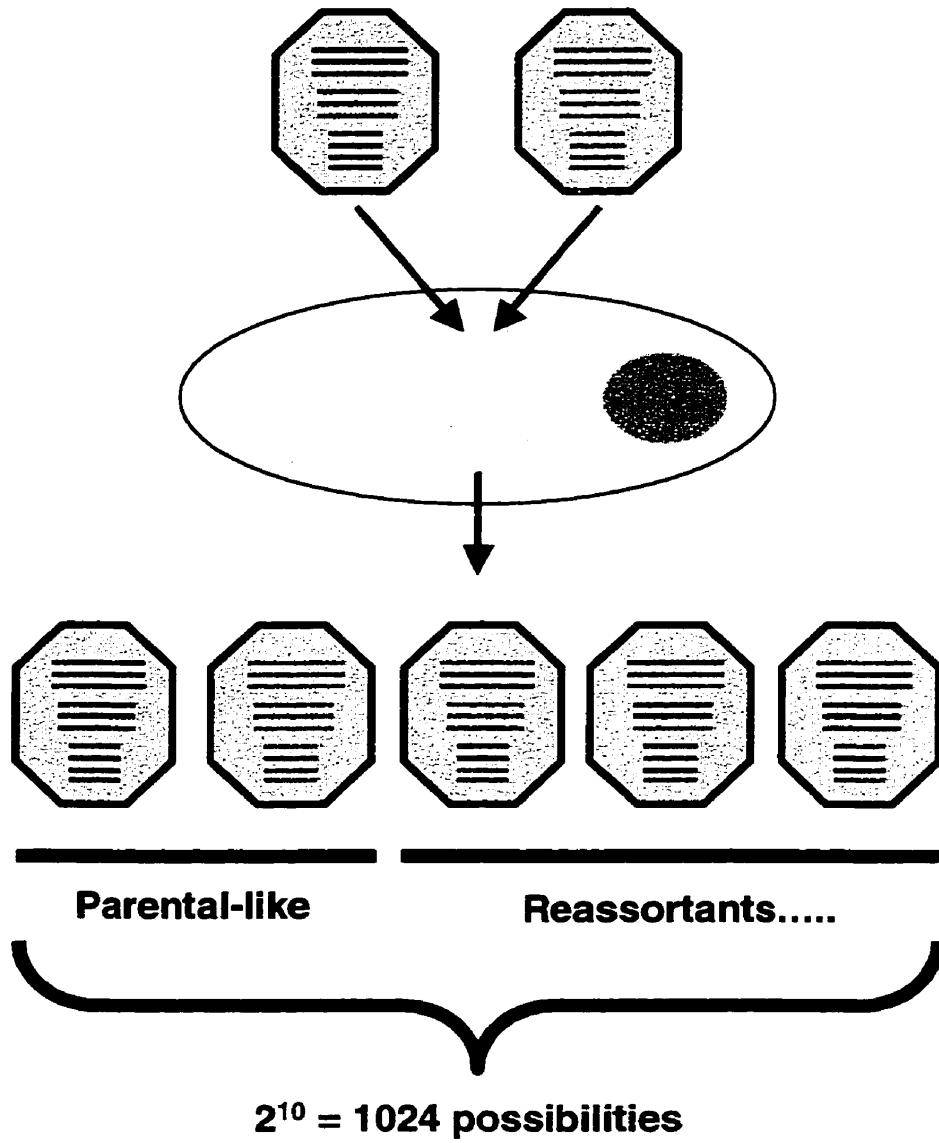 Parental-like
Reassortants.....
2¹⁰ = 1024 possibilities